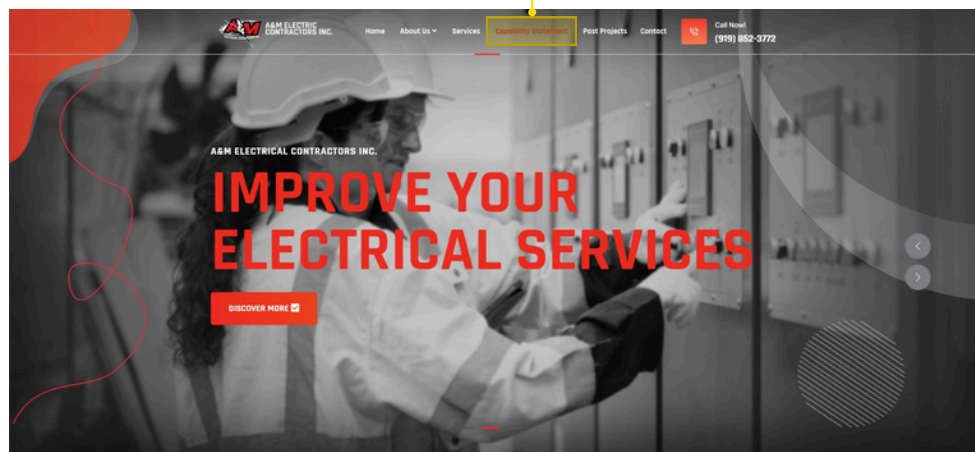 A&M
A&M ELECTRIC
CONTRACTORS INC.
Home
About Us
Services
Capability Statement
Past Projects
Contact
Call Now!
(919) 852-3772
A&M ELECTRICAL CONTRACTORS INC.
IMPROVE YOUR
ELECTRICAL SERVICES
DISCOVER MORE